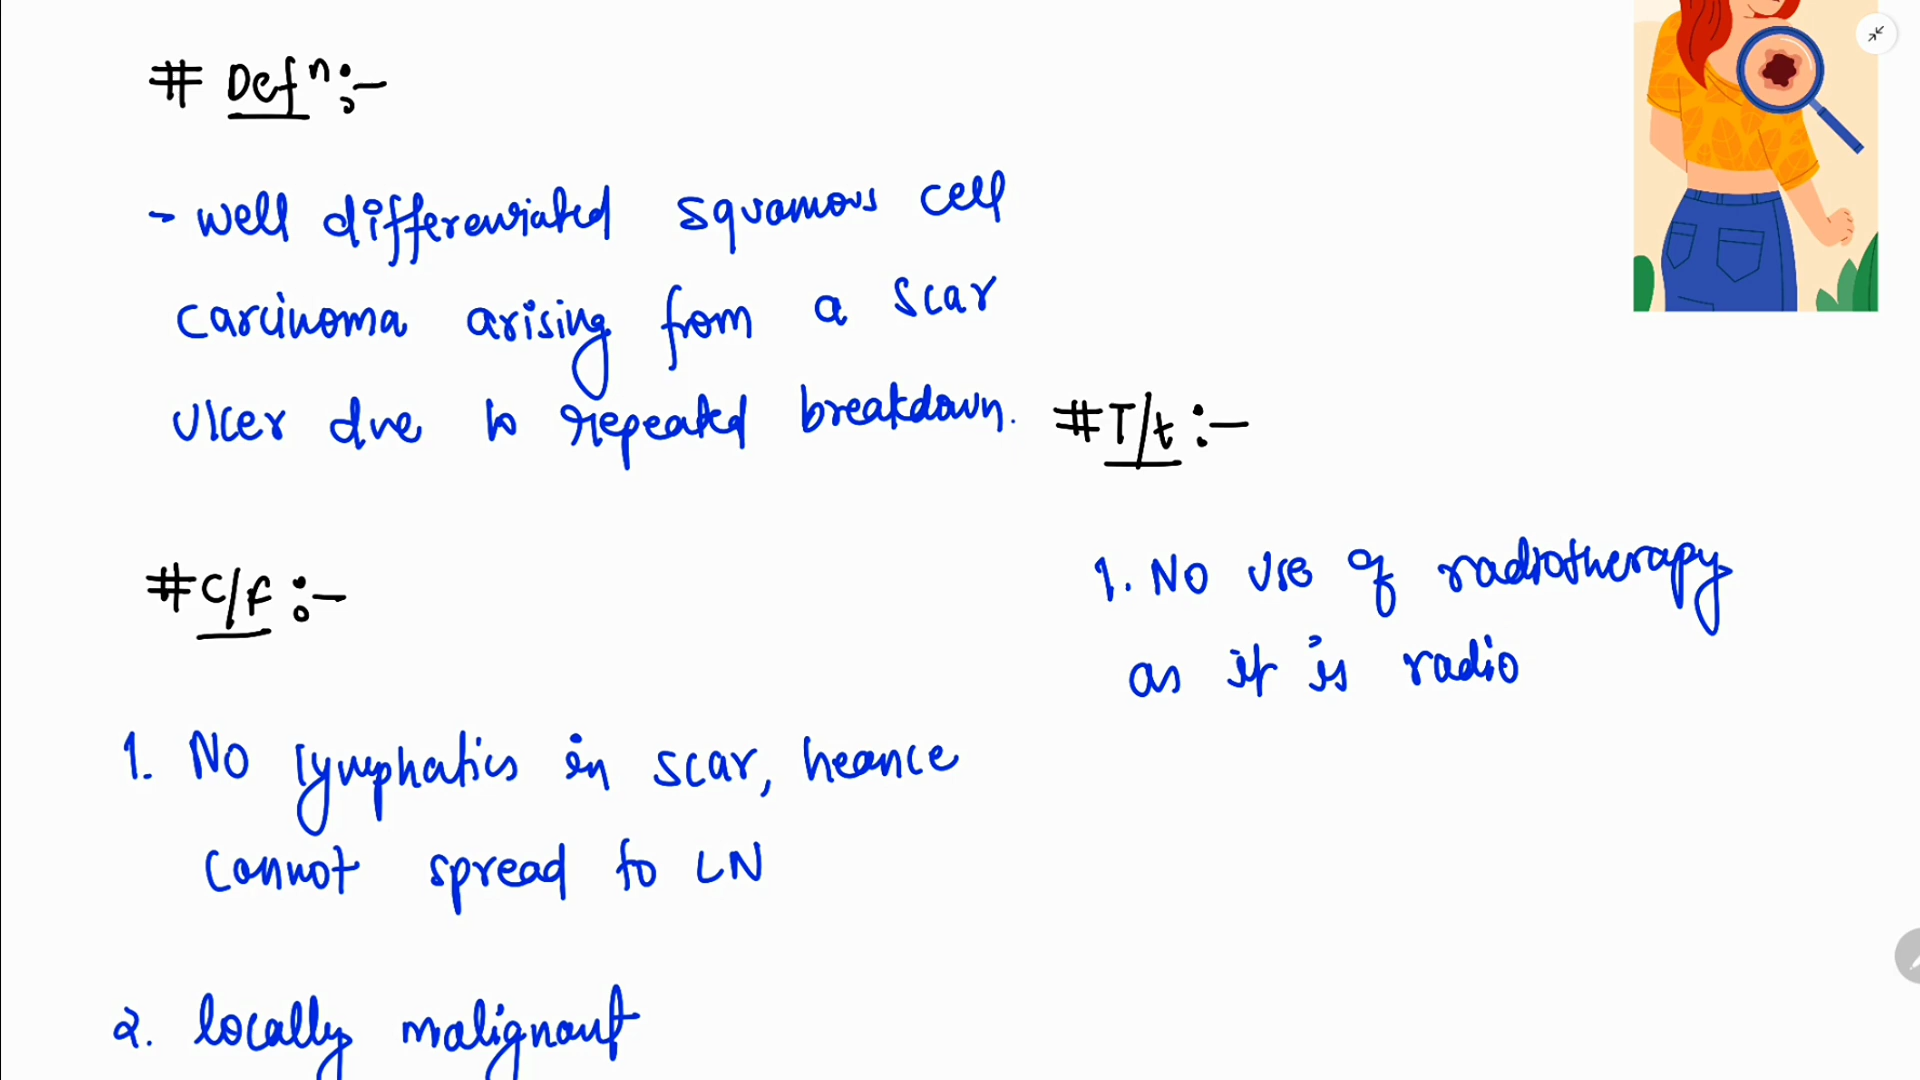 # Defⁿ:-
- well differentiated squamous cell
carcinoma arising from a scar
ulcer due to repeated breakdown.
#C/f:-
1. No lymphatics in scar, heance
cannot spread to LN
2. locally malignant
#T/t:-
1. No use of radiotherapy
as it is radio